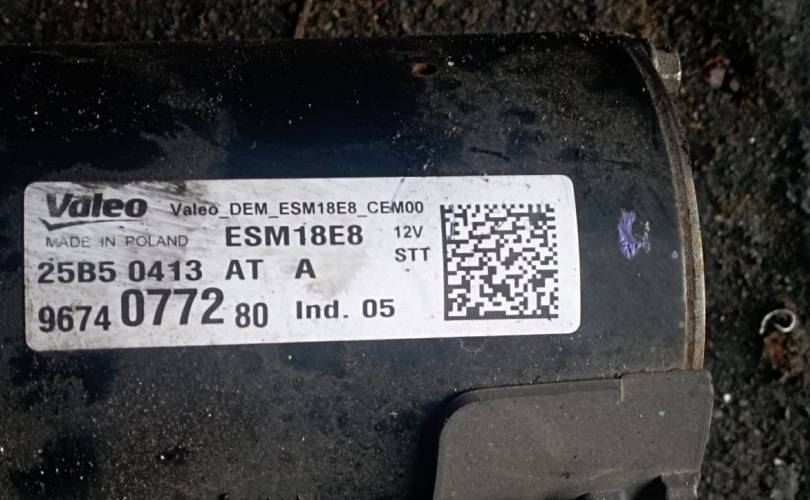 Valeo Valeo_DEM_ESM18E8_CEM00
MADE IN POLAND ESM18E8 12V
STT
25B5 0413 AT A
9674 0772 80 Ind. 05